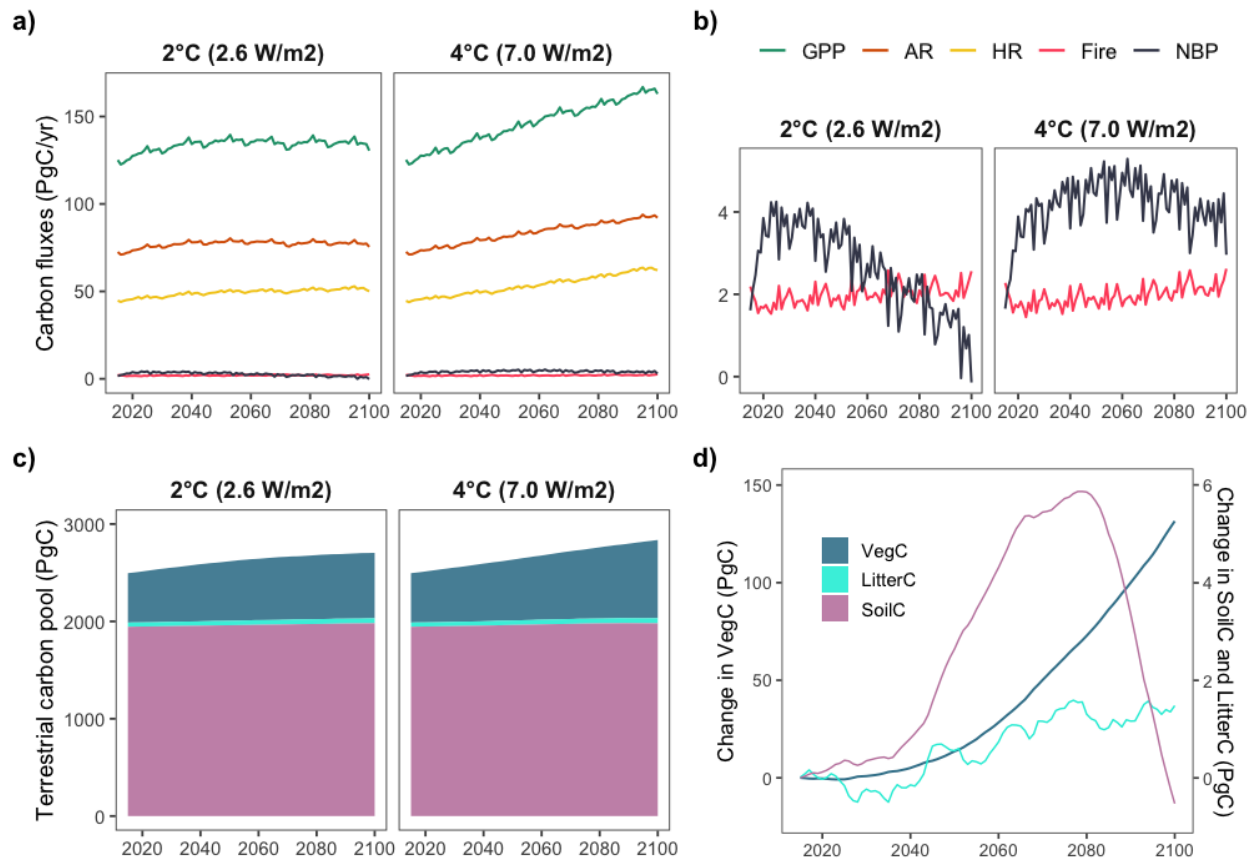 a)
2°C (2.6 W/m2) 4°C (7.0 W/m2)
Carbon fluxes (PgC/yr)
150
100
50
0
2020 2040 2060 2080 2100 2020 2040 2060 2080 2100
b)
GPP AR HR Fire NBP
2°C (2.6 W/m2) 4°C (7.0 W/m2)
4
2
0
2020 2040 2060 2080 2100 2020 2040 2060 2080 2100
c)
2°C (2.6 W/m2) 4°C (7.0 W/m2)
Terrestrial carbon pool (PgC)
3000
2000
1000
0
2020 2040 2060 2080 2100 2020 2040 2060 2080 2100
d)
Change in VegC (PgC)
150
100
50
0
VegC
LitterC
SoilC
6
4
2
0
Change in SoilC and LitterC (PgC)
2020 2040 2060 2080 2100